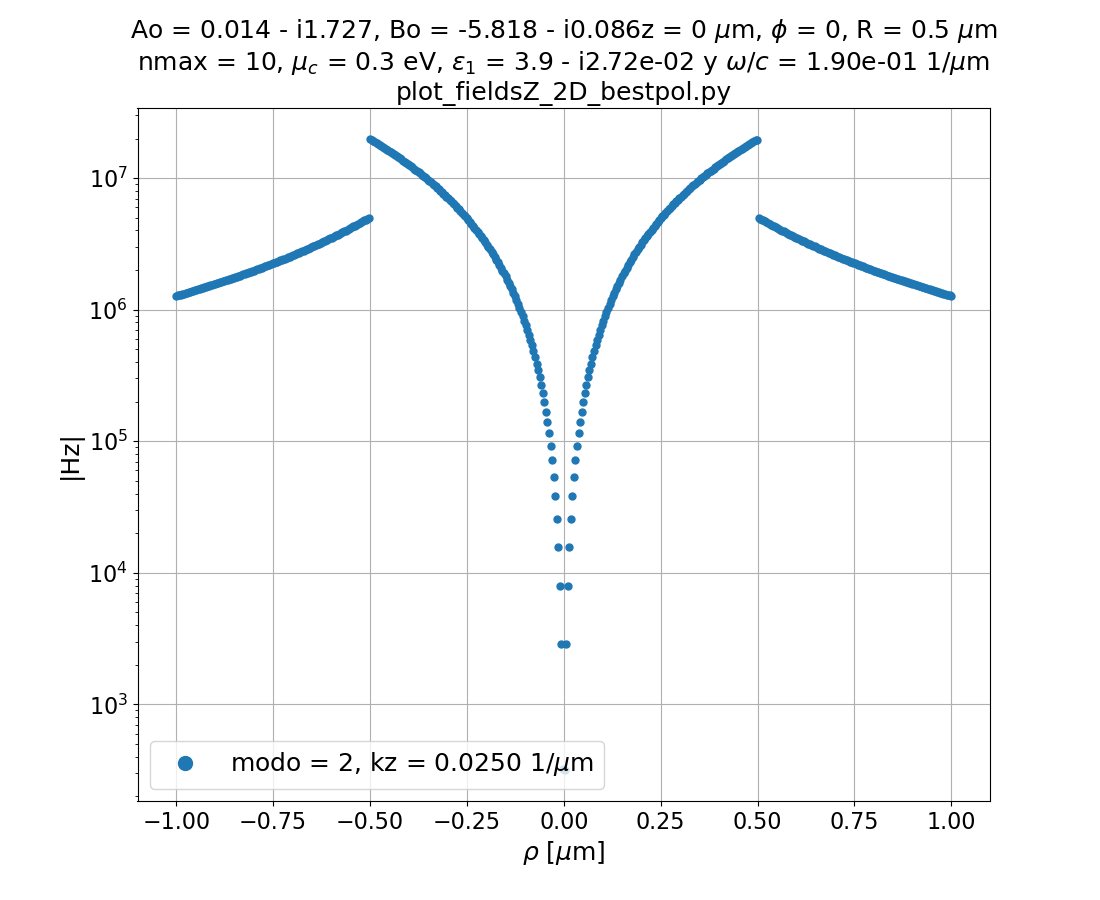 Ao = 0.014 - i1.727, Bo = -5.818 - i0.086z = 0 μm, ϕ = 0, R = 0.5 μm
nmax = 10, μc = 0.3 eV, ε1 = 3.9 - i2.72e-02 y ω/c = 1.90e-01 1/μm
plot_fieldsZ_2D_bestpol.py
|Hz|
10^7
10^6
10^5
10^4
10^3
modo = 2, kz = 0.0250 1/μm
−1.00 −0.75 −0.50 −0.25 0.00 0.25 0.50 0.75 1.00
ρ [μm]